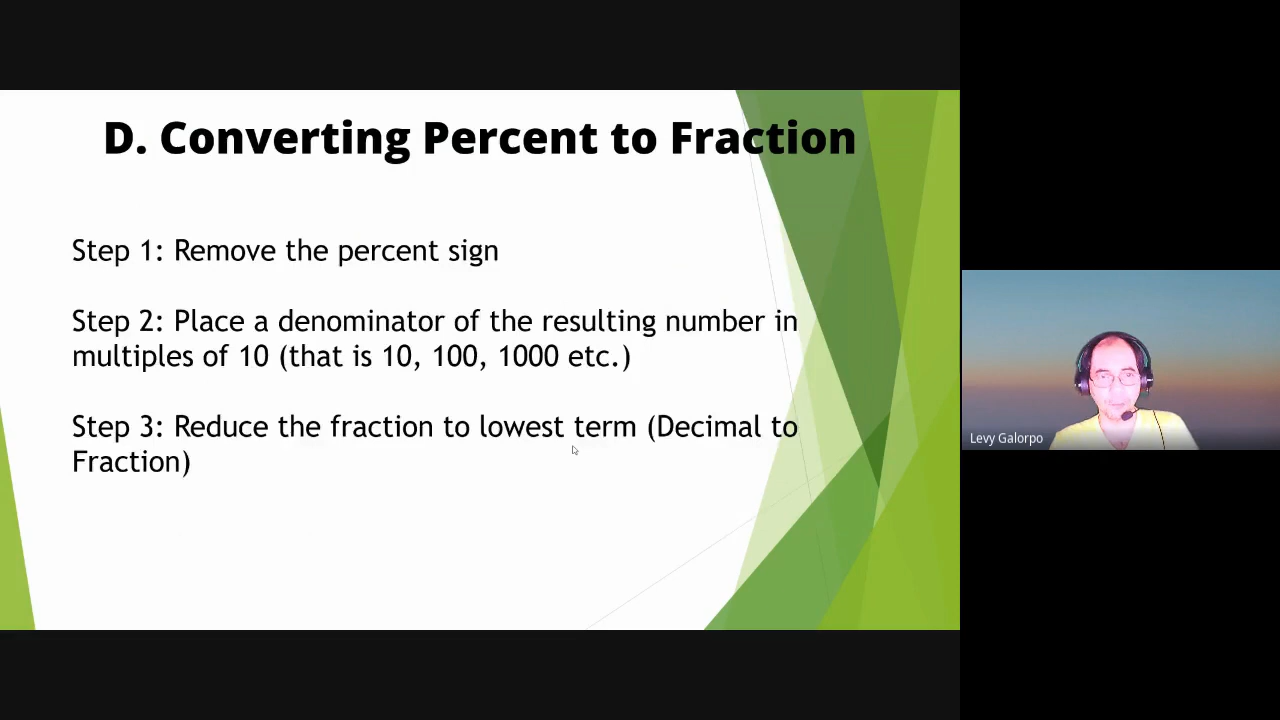 D. Converting Percent to Fraction
Step 1: Remove the percent sign
Step 2: Place a denominator of the resulting number in
multiples of 10 (that is 10, 100, 1000 etc.)
Step 3: Reduce the fraction to lowest term (Decimal to
Fraction)
Levy Galorpo